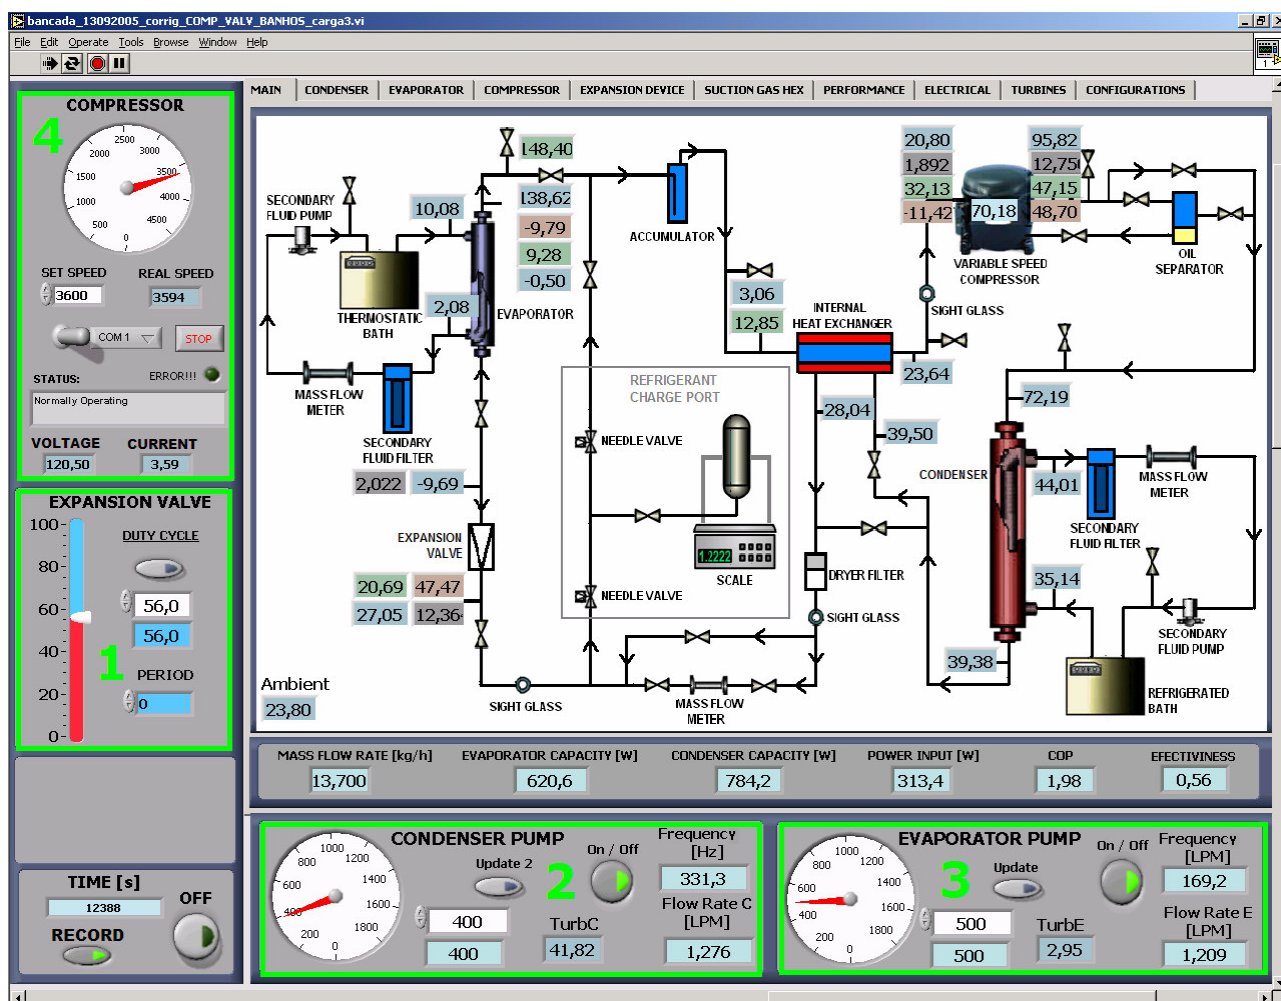 bancada_13092005_corrig_COMP_VALV_BANHOS_carga3.vi
File Edit Operate Tools Browse Window Help
MAIN CONDENSER EVAPORATOR COMPRESSOR EXPANSION DEVICE SUCTION GAS HEX PERFORMANCE ELECTRICAL TURBINES CONFIGURATIONS
COMPRESSOR
4
0 500 1000 1500 2000 2500 3000 3500 4000 4500
SET SPEED REAL SPEED
3600 3594
COM 1 STOP
STATUS: ERROR!!!
Normally Operating
VOLTAGE CURRENT
120,50 3,59
EXPANSION VALVE
100
80
60
40
20
0
DUTY CYCLE
56,0
56,0
1
PERIOD
0
TIME [s]
12388
OFF
RECORD
SECONDARY
FLUID PUMP
10,08
THERMOSTATIC
BATH
2,08
EVAPORATOR
MASS FLOW
METER
SECONDARY
FLUID FILTER
148,40
138,62
-9,79
9,28
-0,50
ACCUMULATOR
3,06
12,85
INTERNAL
HEAT EXCHANGER
20,80
1,892
32,13
-11,42
70,18
95,82
12,75
47,15
48,70
VARIABLE SPEED
COMPRESSOR
OIL
SEPARATOR
SIGHT GLASS
23,64
28,04
39,50
72,19
CONDENSER
44,01
MASS FLOW
METER
SECONDARY
FLUID FILTER
35,14
SECONDARY
FLUID PUMP
39,38
REFRIGERATED
BATH
REFRIGERANT
CHARGE PORT
NEEDLE VALVE
1.2222
SCALE
NEEDLE VALVE
DRYER FILTER
SIGHT GLASS
2,022 -9,69
EXPANSION
VALVE
20,69 47,47
27,05 12,36
SIGHT GLASS
MASS FLOW
METER
Ambient
23,80
MASS FLOW RATE [kg/h] EVAPORATOR CAPACITY [W] CONDENSER CAPACITY [W] POWER INPUT [W] COP EFECTIVINESS
13,700 620,6 784,2 313,4 1,98 0,56
CONDENSER PUMP
0 200 400 600 800 1000 1200 1400 1600 1800
Update 2
2
On / Off
400
400
TurbC
41,82
Frequency
[Hz]
331,3
Flow Rate C
[LPM]
1,276
EVAPORATOR PUMP
0 200 400 600 800 1000 1200 1400 1600 1800
3
Update
On / Off
500
500
TurbE
2,95
Frequency
[LPM]
169,2
Flow Rate E
[LPM]
1,209